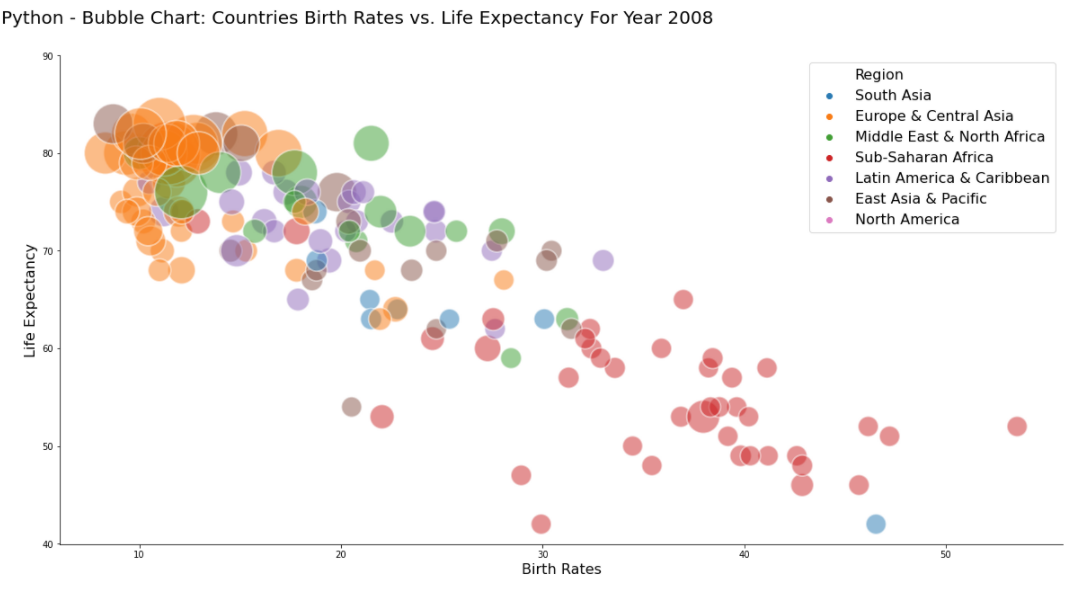 Python - Bubble Chart: Countries Birth Rates vs. Life Expectancy For Year 2008
90
80
70
60
50
40
Life Expectancy
10 20 30 40 50
Birth Rates
Region
South Asia
Europe & Central Asia
Middle East & North Africa
Sub-Saharan Africa
Latin America & Caribbean
East Asia & Pacific
North America